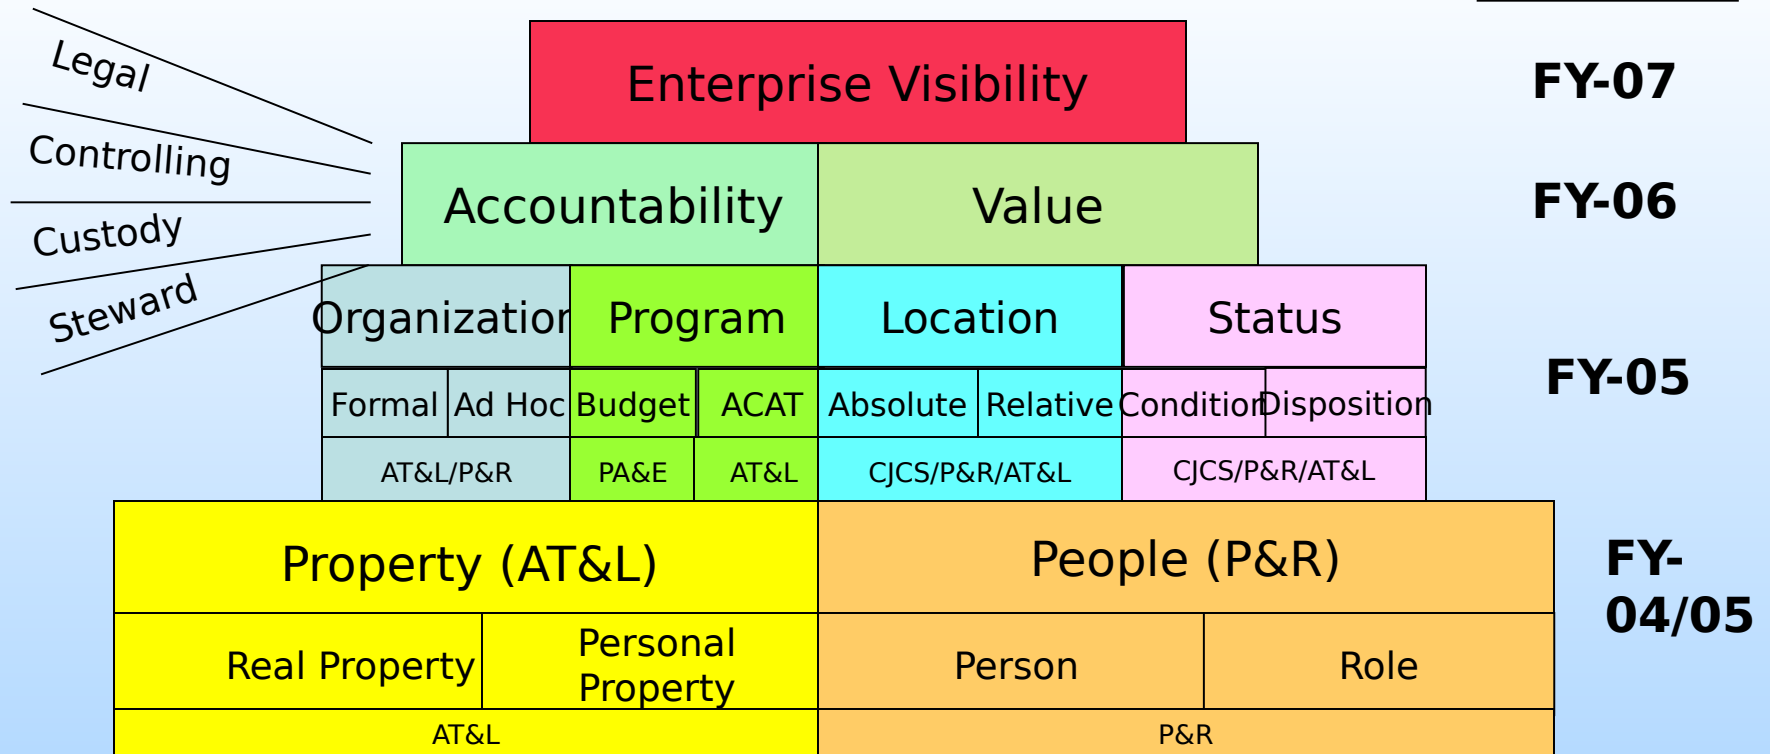 Legal
Controlling
Custody
Steward
Enterprise Visibility
FY-07
Accountability
Value
FY-06
Organization
Program
Location
Status
Formal
Ad Hoc
Budget
ACAT
Absolute
Relative
Condition
Disposition
FY-05
AT&L/P&R
PA&E
AT&L
CJCS/P&R/AT&L
CJCS/P&R/AT&L
Property (AT&L)
People (P&R)
FY-
04/05
Real Property
Personal
Property
Person
Role
AT&L
P&R